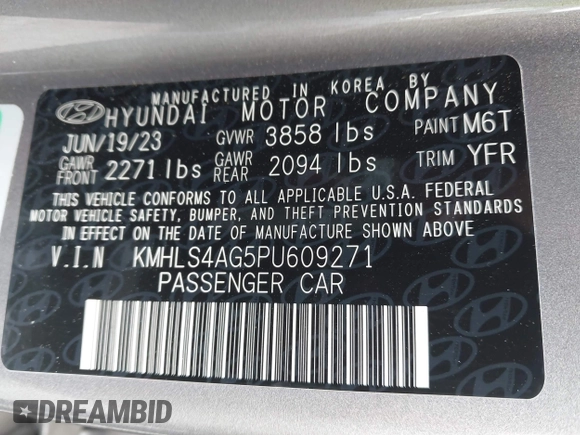 MANUFACTURED IN KOREA BY
HYUNDAI MOTOR COMPANY
JUN/19/23 GVWR 3858 lbs PAINT M6T
GAWR FRONT 2271 lbs GAWR REAR 2094 lbs TRIM YFR
THIS VEHICLE CONFORMS TO ALL APPLICABLE U.S.A. FEDERAL
MOTOR VEHICLE SAFETY, BUMPER, AND THEFT PREVENTION STANDARDS
IN EFFECT ON THE DATE OF MANUFACTURE SHOWN ABOVE
V.I.N KMHLS4AG5PU609271
PASSENGER CAR
DREAMBID